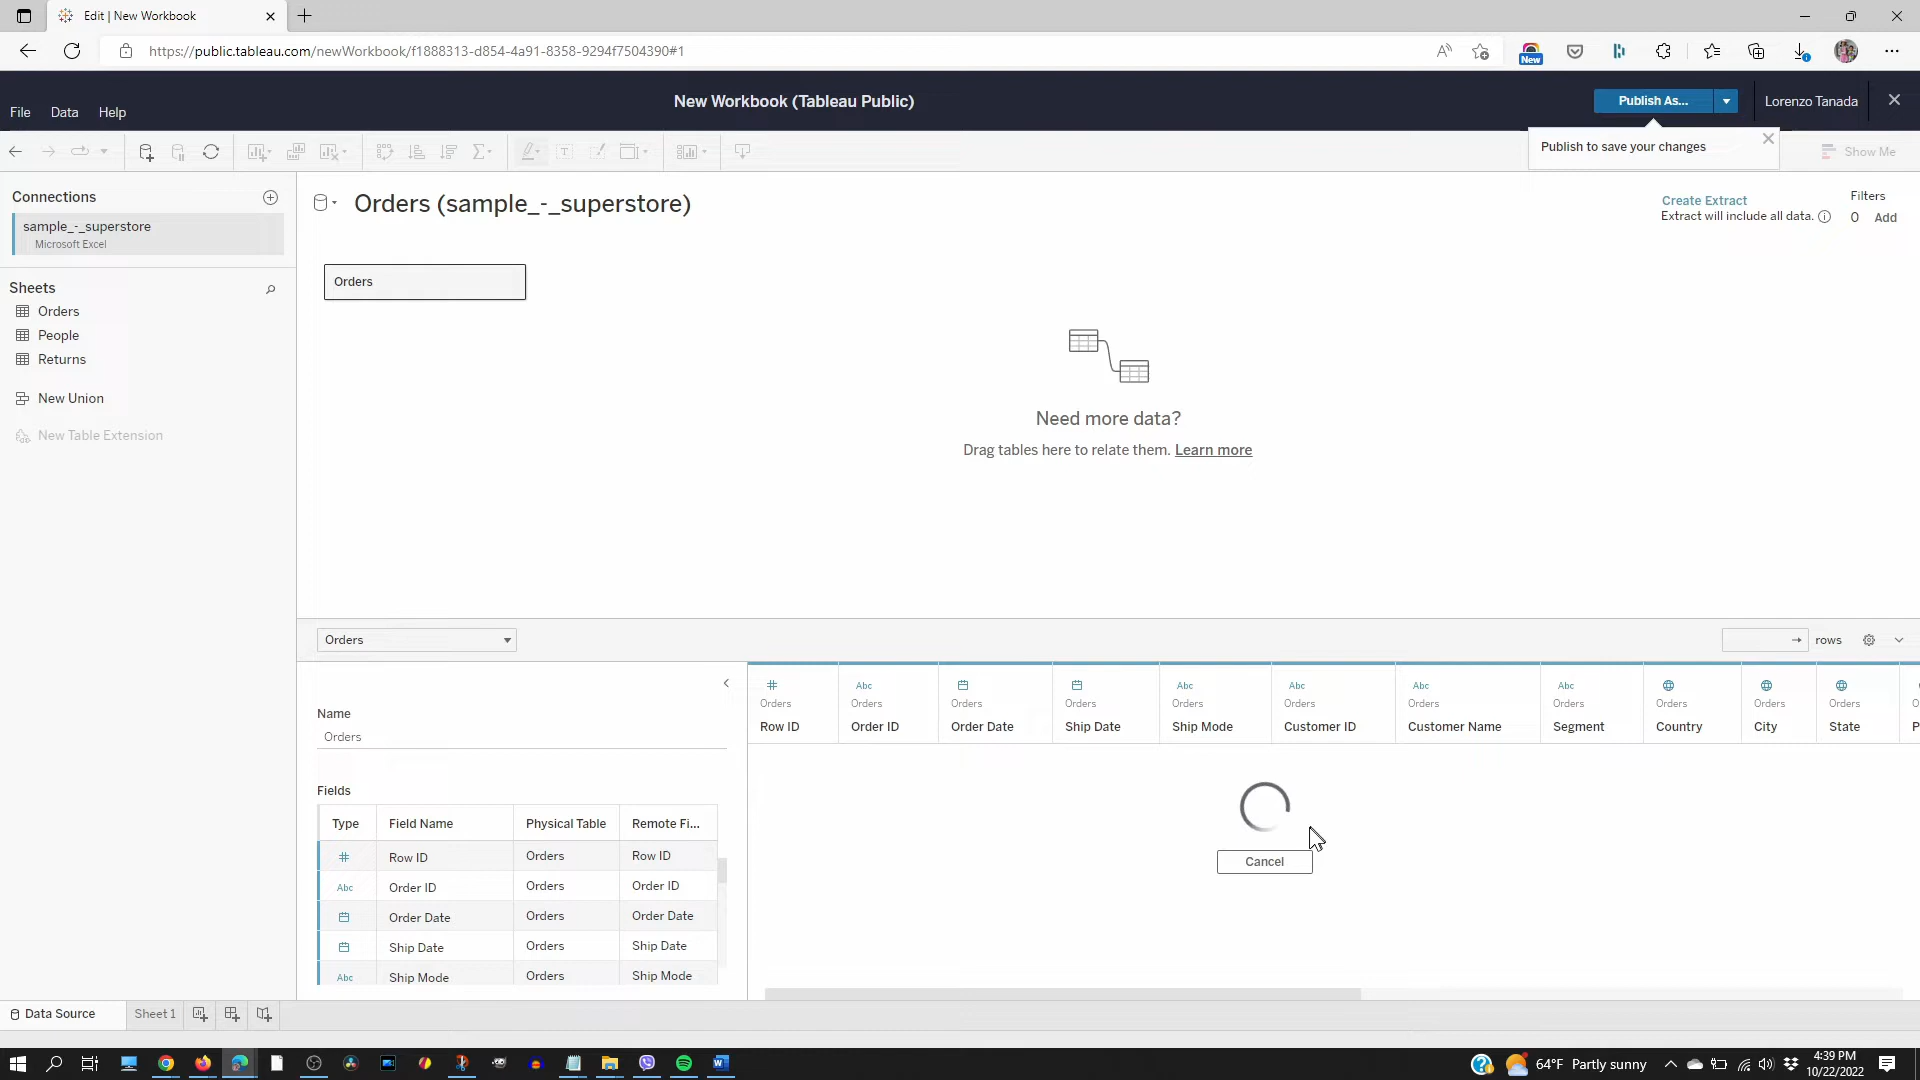 Edit | New Workbook
https://public.tableau.com/newWorkbook/f1888313-d854-4a91-8358-9294f7504390#1
New
File Data Help
New Workbook (Tableau Public)
Publish As...
Lorenzo Tanada
Publish to save your changes
Show Me
Connections
sample_-_superstore
Microsoft Excel
Orders (sample_-_superstore)
Create Extract
Extract will include all data.
Filters
0 Add
Sheets
Orders
People
Returns
New Union
New Table Extension
Orders
Need more data?
Drag tables here to relate them. Learn more
Orders
rows
Name
Orders
Fields
Type Field Name Physical Table Remote Fi...
# Row ID Orders Row ID
Abc Order ID Orders Order ID
Order Date Orders Order Date
Ship Date Orders Ship Date
Abc Ship Mode Orders Ship Mode
# Abc Abc Abc Abc Abc
Orders Orders Orders Orders Orders Orders Orders Orders Orders Orders Orders O
Row ID Order ID Order Date Ship Date Ship Mode Customer ID Customer Name Segment Country City State P
Cancel
Data Source Sheet 1
64°F Partly sunny
4:39 PM
10/22/2022